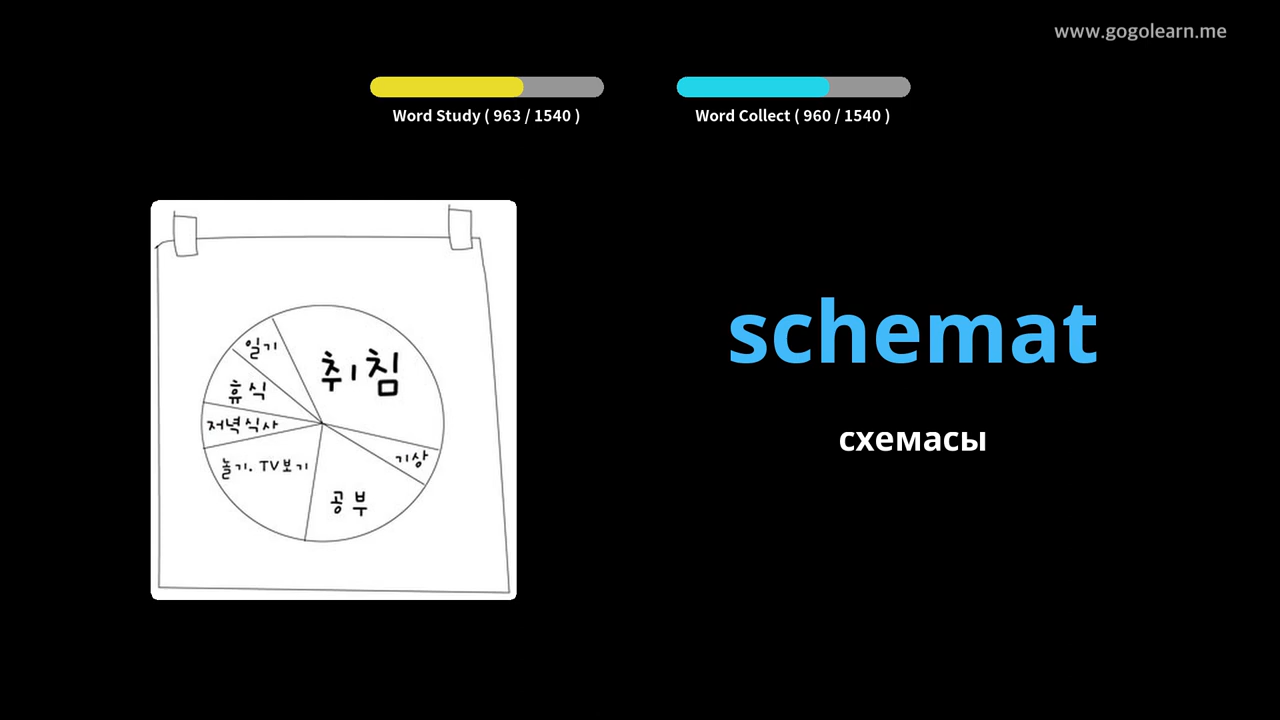 www.gogolearn.me
Word Study ( 963 / 1540 )
Word Collect ( 960 / 1540 )
일기
취침
휴식
저녁식사
기상
놀기. TV보기
공부
schemat
схемасы